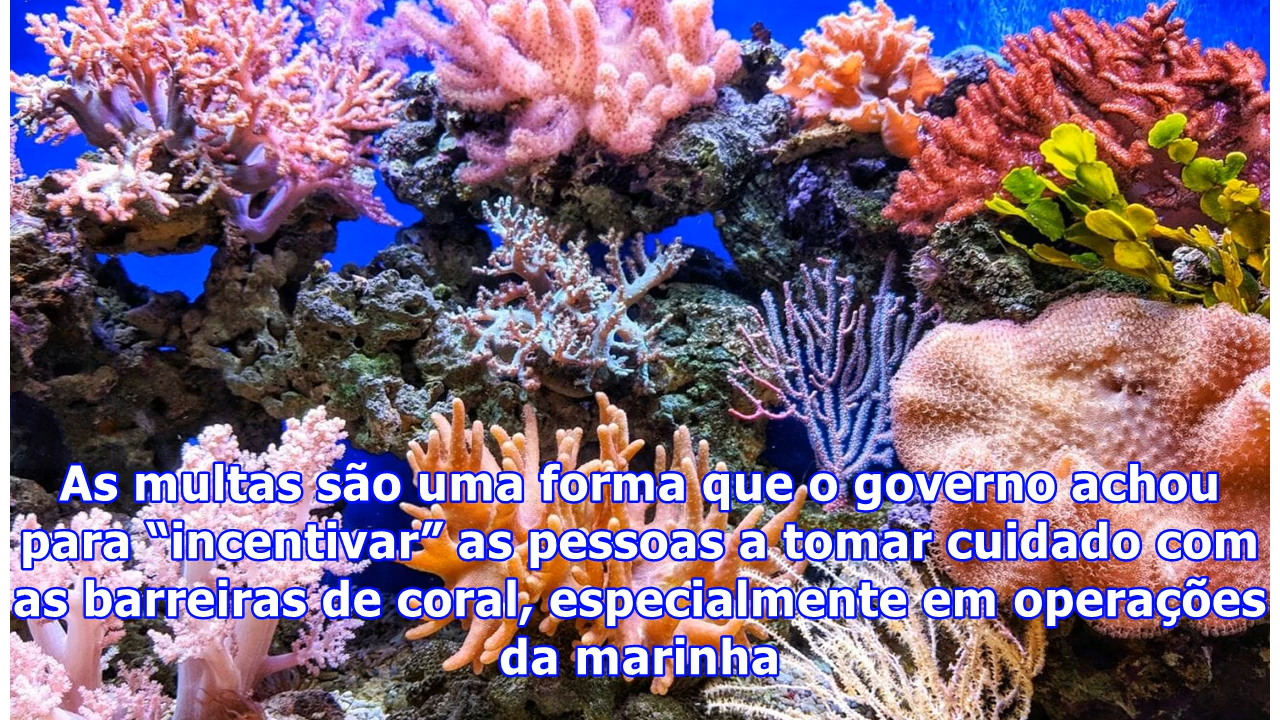 As multas são uma forma que o governo achou
para “incentivar” as pessoas a tomar cuidado com
as barreiras de coral, especialmente em operações
da marinha